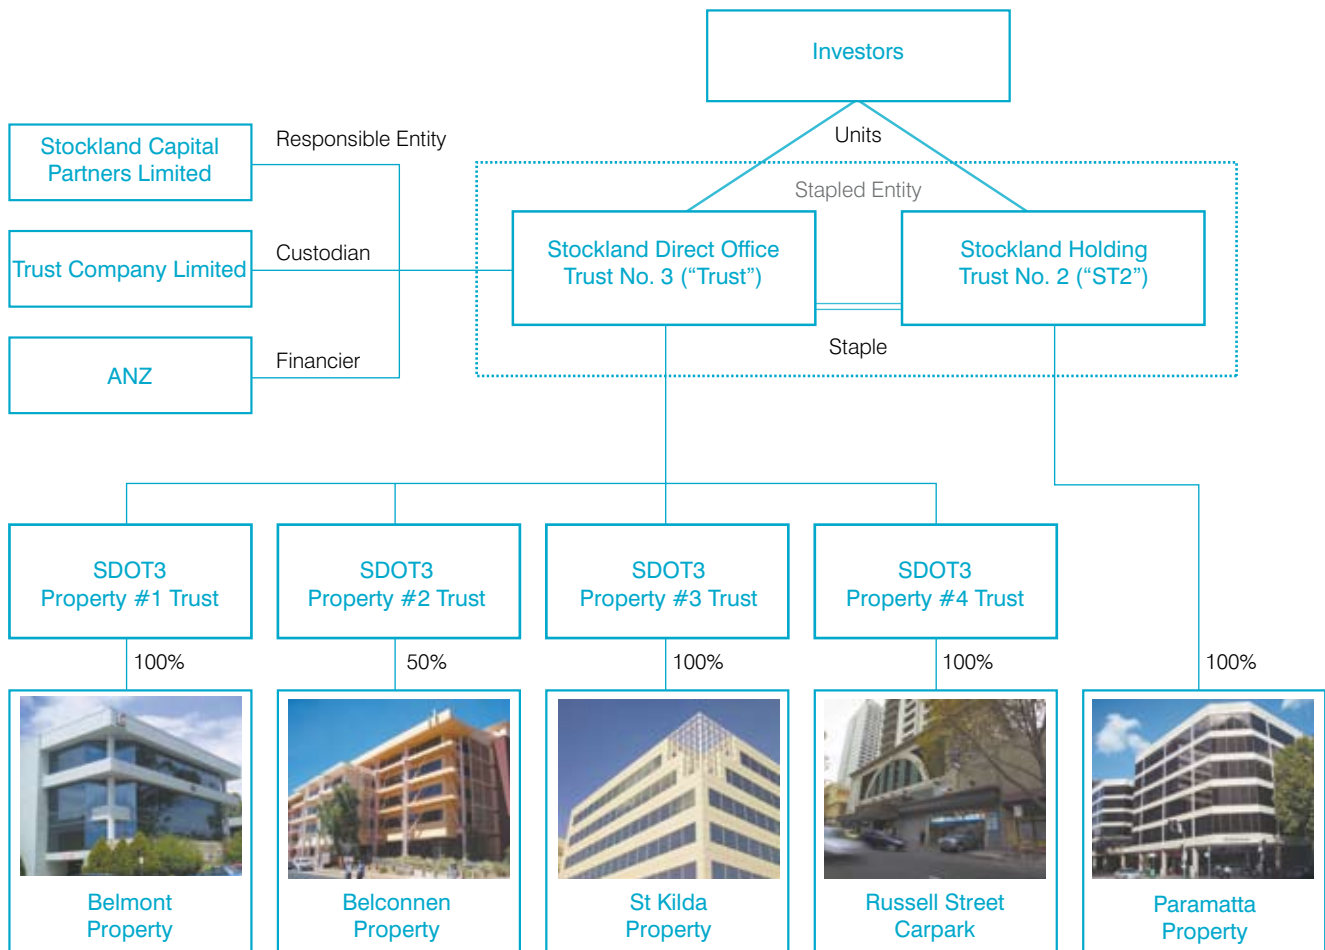 Investors
Units
Stockland Capital
Partners Limited
Responsible Entity
Stapled Entity
Trust Company Limited
Custodian
Stockland Direct Office
Trust No. 3 (“Trust”)
Stockland Holding
Trust No. 2 (“ST2”)
Staple
ANZ
Financier
SDOT3
Property #1 Trust
SDOT3
Property #2 Trust
SDOT3
Property #3 Trust
SDOT3
Property #4 Trust
100%
50%
100%
100%
100%
Belmont
Property
Belconnen
Property
St Kilda
Property
Russell Street
Carpark
Paramatta
Property